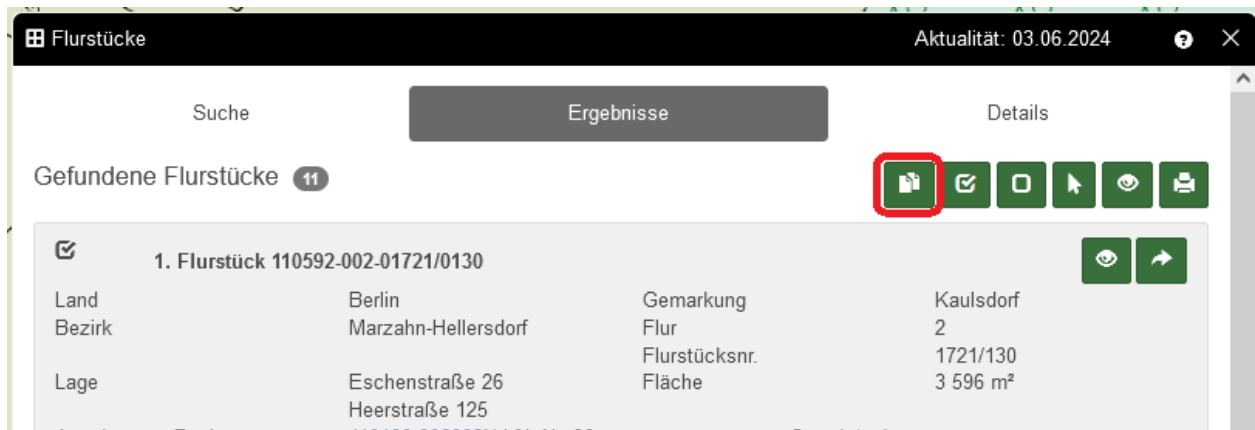 Flurstücke Aktualität: 03.06.2024
Suche Ergebnisse Details
Gefundene Flurstücke 11
1. Flurstück 110592-002-01721/0130
Land Berlin Gemarkung Kaulsdorf
Bezirk Marzahn-Hellersdorf Flur 2
Flurstücksnr. 1721/130
Lage Eschenstraße 26 Fläche 3 596 m²
Heerstraße 125